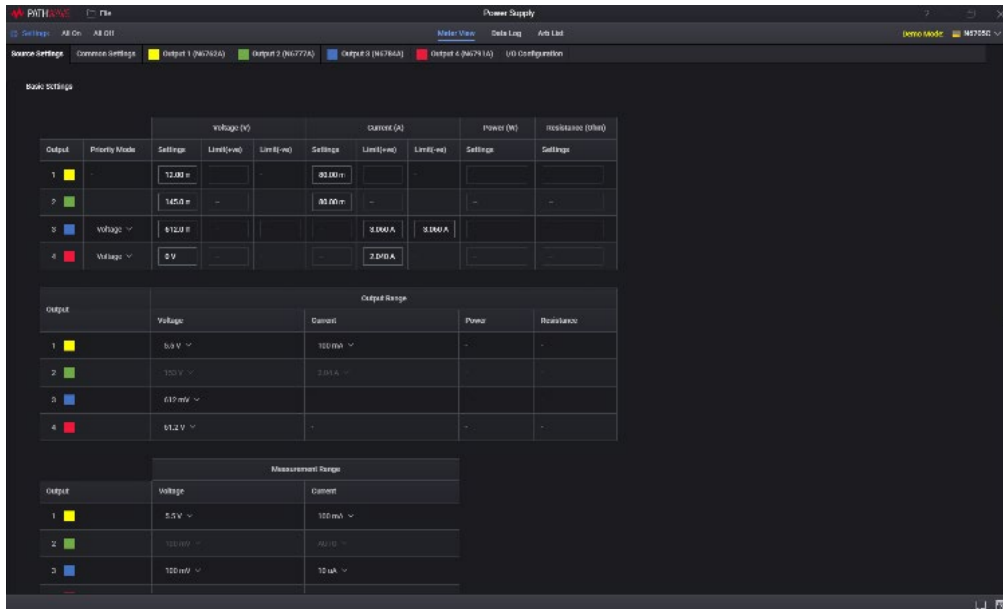 PATHWAVE File Power Supply ?
Settings All On All Off Meter View Data Log Arb List Demo Mode: N6705C
Source Settings Common Settings Output 1 (N6762A) Output 2 (N6777A) Output 3 (N6784A) Output 4 (N6791A) I/O Configuration
Basic Settings
Voltage (V) Current (A) Power (W) Resistance (Ohm)
Output Priority Mode Settings Limit(+ve) Limit(-ve) Settings Limit(+ve) Limit(-ve) Settings Settings
1 - 12.00 m - 80.00 m -
2 145.0 m - 80.00 m - -
3 Voltage 612.0 m 3.060 A 3.060 A
4 Voltage 0 V - - 2.040 A - -
Output Output Range
Voltage Current Power Resistance
1 5.5 V 100 mA - -
2 150 V 2.04 A - -
3 612 mV
4 61.2 V - - -
Measurement Range
Output Voltage Current
1 5.5 V 100 mA
2 AUTO
3 100 mV 10 uA